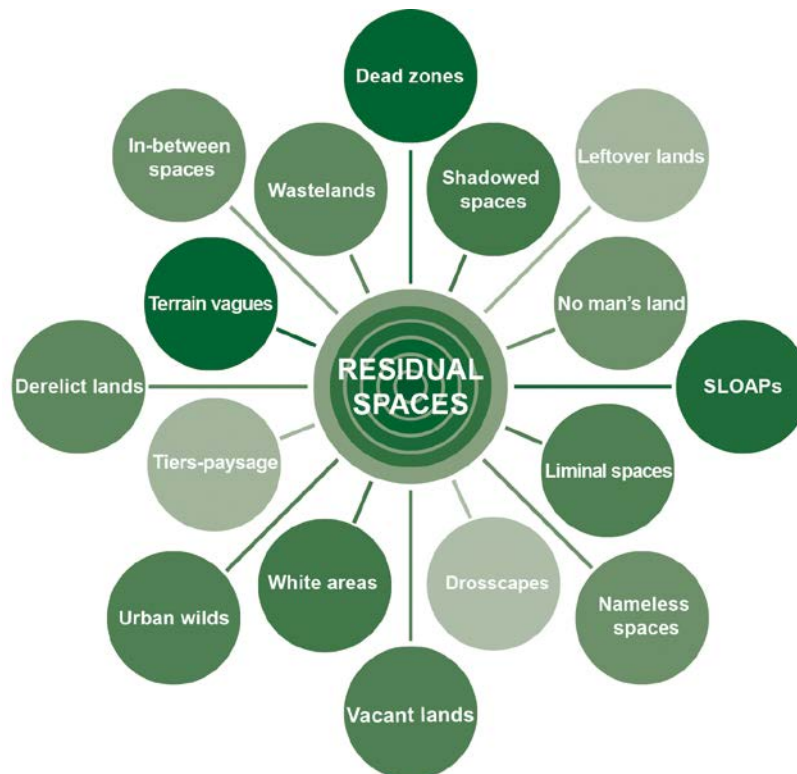 Dead zones
In-between
spaces
Wastelands
Shadowed
spaces
Leftover lands
Terrain vagues
No man's land
Derelict lands
RESIDUAL
SPACES
SLOAPs
Tiers-paysage
Liminal spaces
Urban wilds
White areas
Drosscapes
Nameless
spaces
Vacant lands